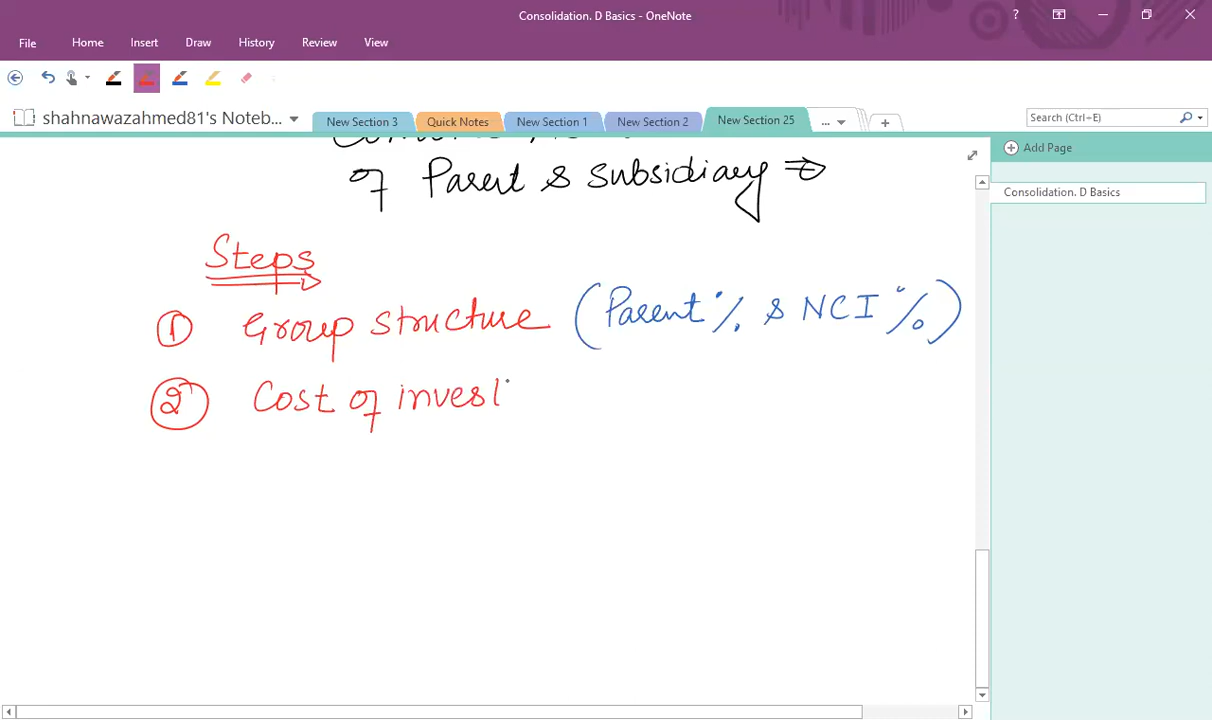 Consolidation. D Basics - OneNote
?
File Home Insert Draw History Review View
shahnawazahmed81's Noteb...
New Section 3 Quick Notes New Section 1 New Section 2 New Section 25 ...
Search (Ctrl+E)
Add Page
Consolidation. D Basics
of Parent & subsidiary ⇒
Steps
① Group structure (Parent % & NCI %)
② Cost of invest